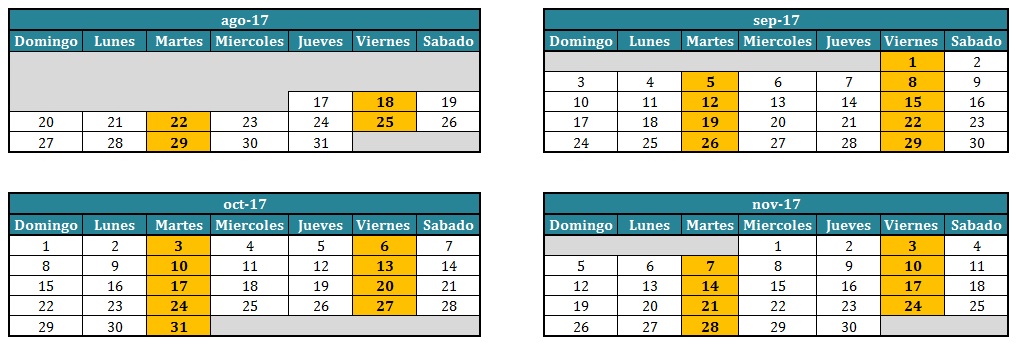 ago-17
Domingo Lunes Martes Miercoles Jueves Viernes Sabado
17 18 19
20 21 22 23 24 25 26
27 28 29 30 31
sep-17
Domingo Lunes Martes Miercoles Jueves Viernes Sabado
1 2
3 4 5 6 7 8 9
10 11 12 13 14 15 16
17 18 19 20 21 22 23
24 25 26 27 28 29 30
oct-17
Domingo Lunes Martes Miercoles Jueves Viernes Sabado
1 2 3 4 5 6 7
8 9 10 11 12 13 14
15 16 17 18 19 20 21
22 23 24 25 26 27 28
29 30 31
nov-17
Domingo Lunes Martes Miercoles Jueves Viernes Sabado
1 2 3 4
5 6 7 8 9 10 11
12 13 14 15 16 17 18
19 20 21 22 23 24 25
26 27 28 29 30